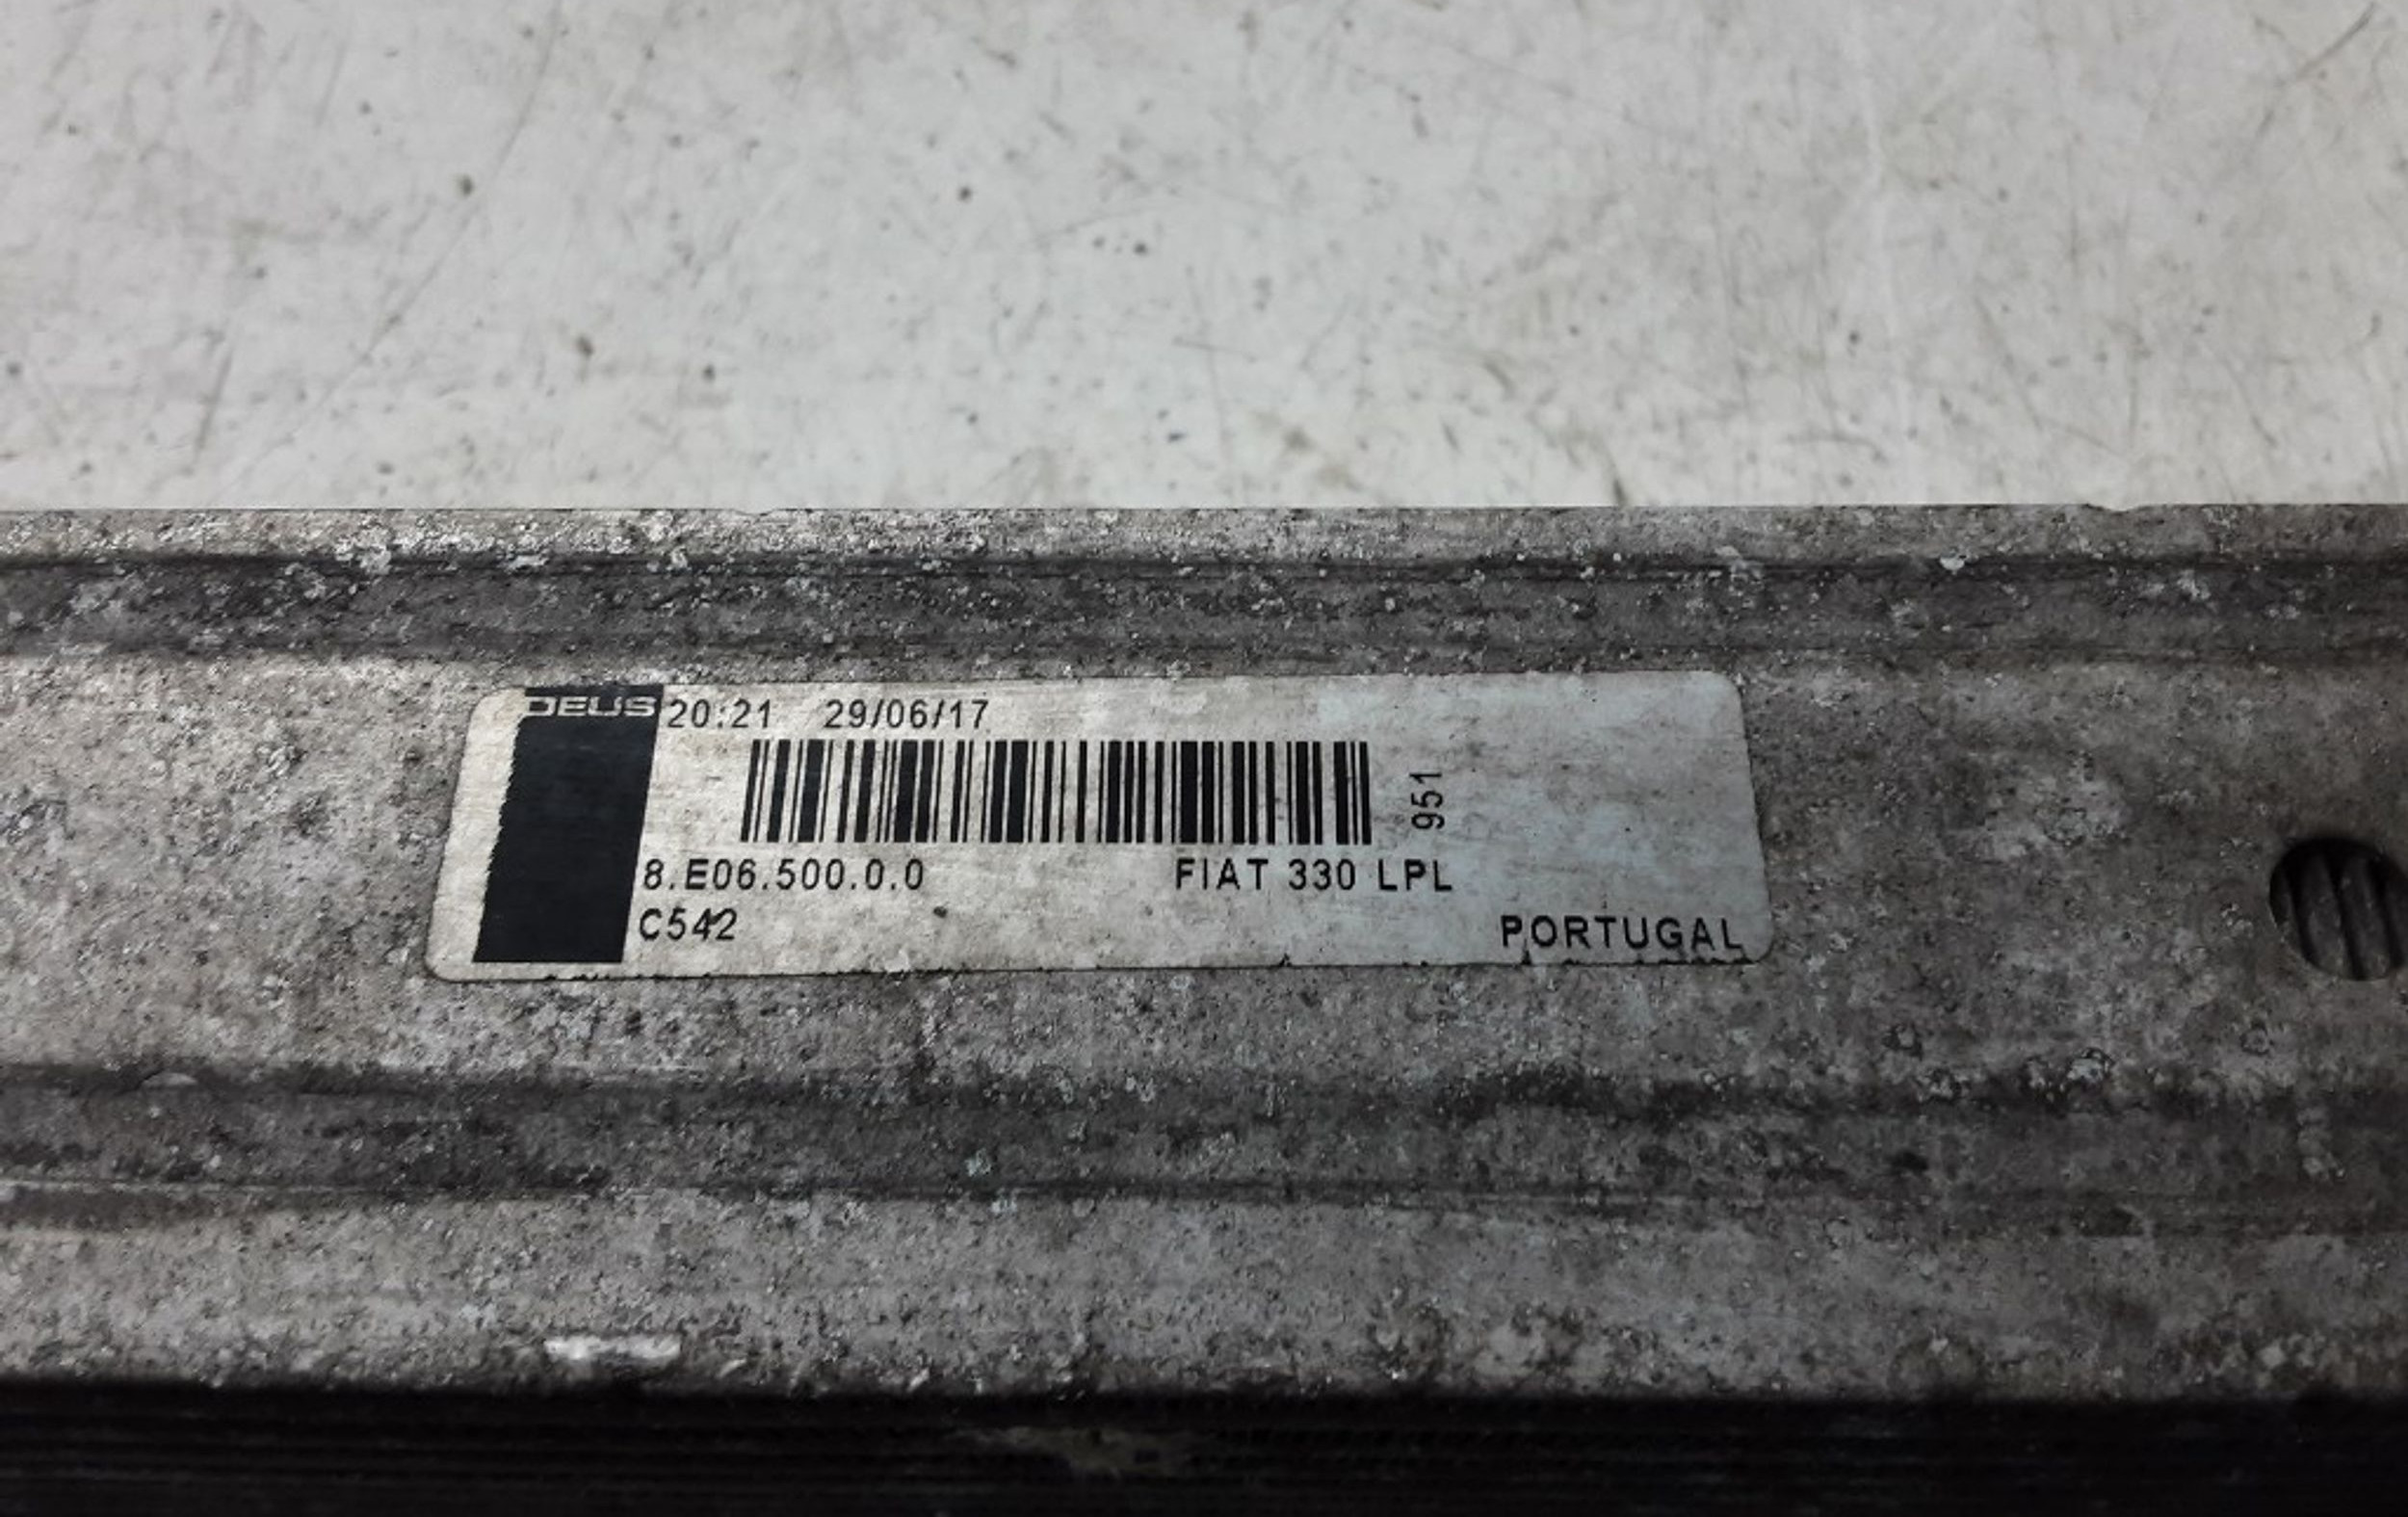 DEUS 20:21 29/06/17
951
8.E06.500.0.0 FIAT 330 LPL
C542
PORTUGAL